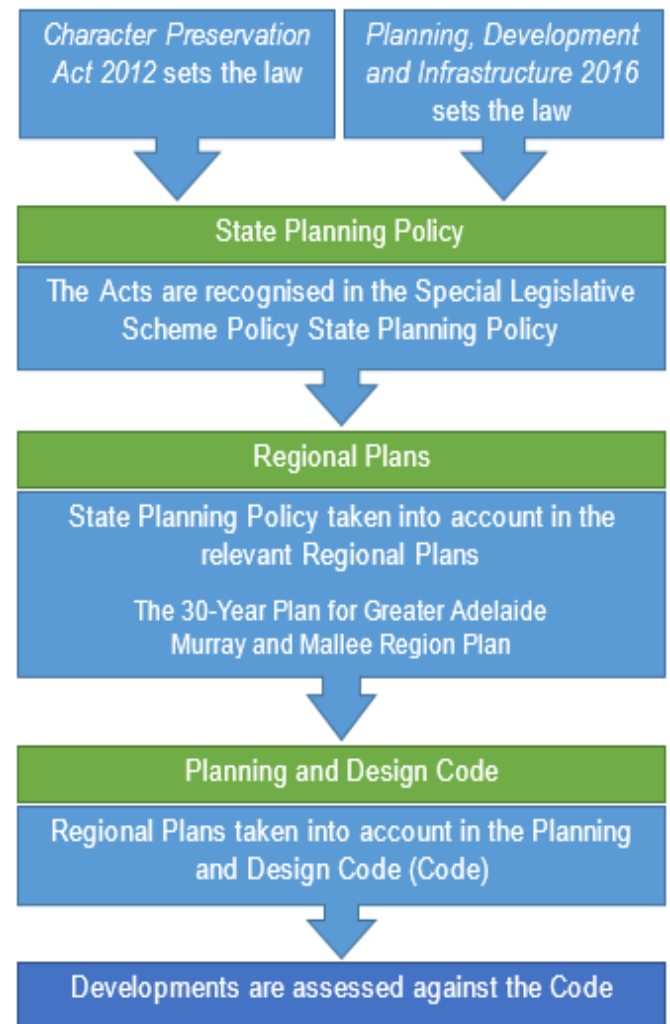 Character Preservation
Act 2012 sets the law
Planning, Development
and Infrastructure 2016
sets the law
State Planning Policy
The Acts are recognised in the Special Legislative
Scheme Policy State Planning Policy
Regional Plans
State Planning Policy taken into account in the
relevant Regional Plans
The 30-Year Plan for Greater Adelaide
Murray and Mallee Region Plan
Planning and Design Code
Regional Plans taken into account in the Planning
and Design Code (Code)
Developments are assessed against the Code